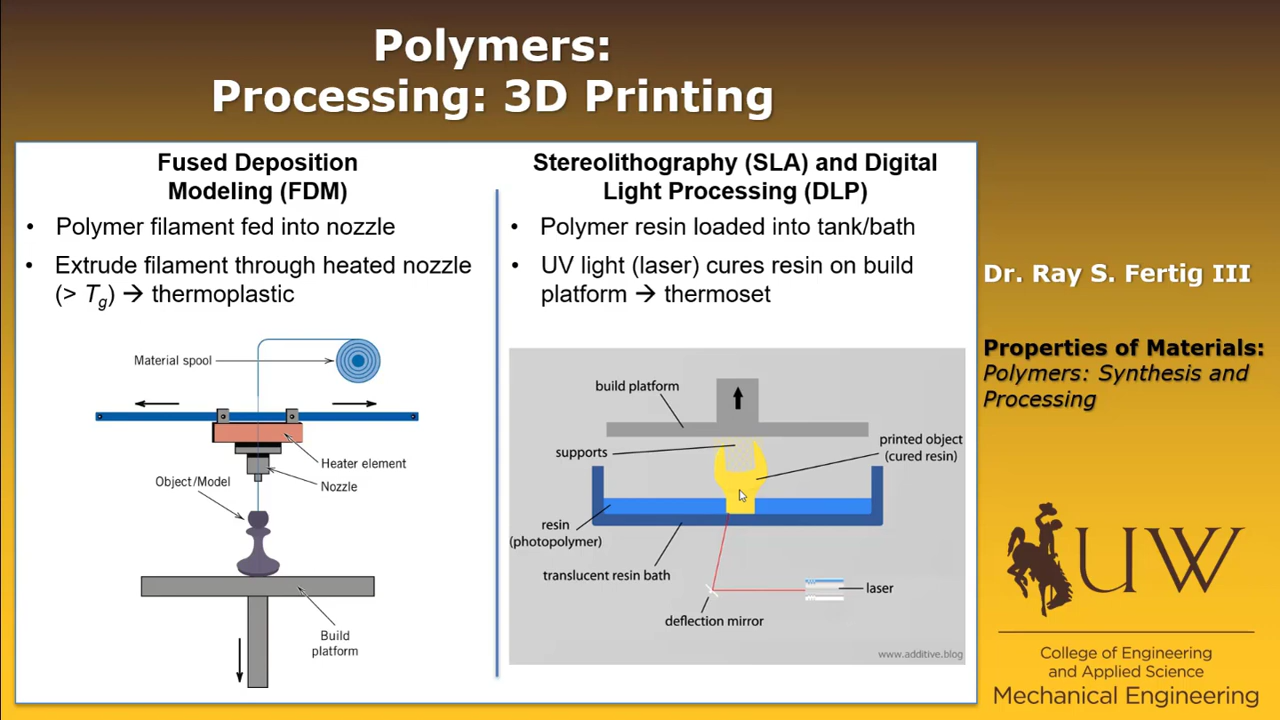 Polymers:
Processing: 3D Printing
Fused Deposition
Modeling (FDM)
• Polymer filament fed into nozzle
• Extrude filament through heated nozzle
(> Tg) → thermoplastic
Material spool
Heater element
Nozzle
Object/Model
Build
platform
Stereolithography (SLA) and Digital
Light Processing (DLP)
• Polymer resin loaded into tank/bath
• UV light (laser) cures resin on build
platform → thermoset
build platform
supports
printed object
(cured resin)
resin
(photopolymer)
translucent resin bath
laser
deflection mirror
www.additive.blog
Dr. Ray S. Fertig III
Properties of Materials:
Polymers: Synthesis and
Processing
UW
College of Engineering
and Applied Science
Mechanical Engineering